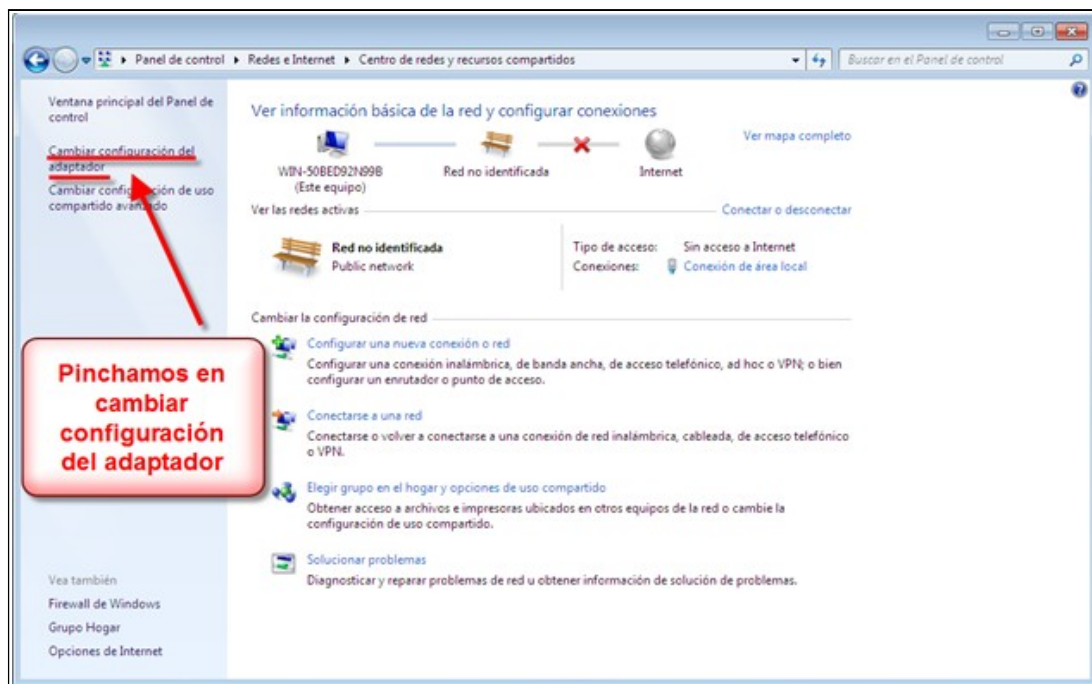 Panel de control ▸ Redes e Internet ▸ Centro de redes y recursos compartidos
Buscar en el Panel de control
Ventana principal del Panel de
control
Cambiar configuración del
adaptador
Cambiar configuración de uso
compartido avanzado
Pinchamos en
cambiar
configuración
del adaptador
Vea también
Firewall de Windows
Grupo Hogar
Opciones de Internet
Ver información básica de la red y configurar conexiones
Ver mapa completo
WIN-50BED92N99B
(Este equipo)
Red no identificada
Internet
Ver las redes activas
Conectar o desconectar
Red no identificada
Public network
Tipo de acceso: Sin acceso a Internet
Conexiones: Conexión de área local
Cambiar la configuración de red
Configurar una nueva conexión o red
Configurar una conexión inalámbrica, de banda ancha, de acceso telefónico, ad hoc o VPN; o bien
configurar un enrutador o punto de acceso.
Conectarse a una red
Conectarse o volver a conectarse a una conexión de red inalámbrica, cableada, de acceso telefónico
o VPN.
Elegir grupo en el hogar y opciones de uso compartido
Obtener acceso a archivos e impresoras ubicados en otros equipos de la red o cambie la
configuración de uso compartido.
Solucionar problemas
Diagnosticar y reparar problemas de red u obtener información de solución de problemas.